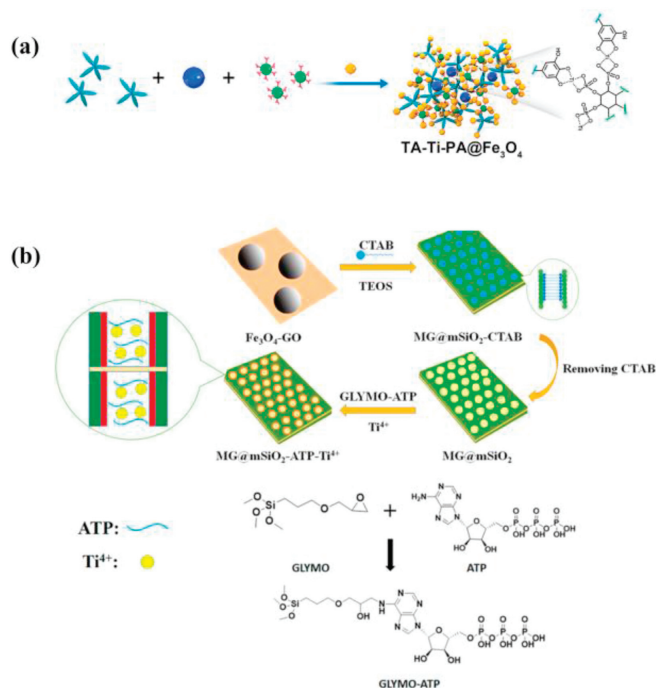 (a)
+ +
TA-Ti-PA@Fe₃O₄
(b)
CTAB
TEOS
Fe₃O₄-GO
MG@mSiO₂-CTAB
Removing CTAB
GLYMO-ATP
Ti⁴⁺
MG@mSiO₂-ATP-Ti⁴⁺
MG@mSiO₂
ATP:
Ti⁴⁺:
+
GLYMO
ATP
GLYMO-ATP